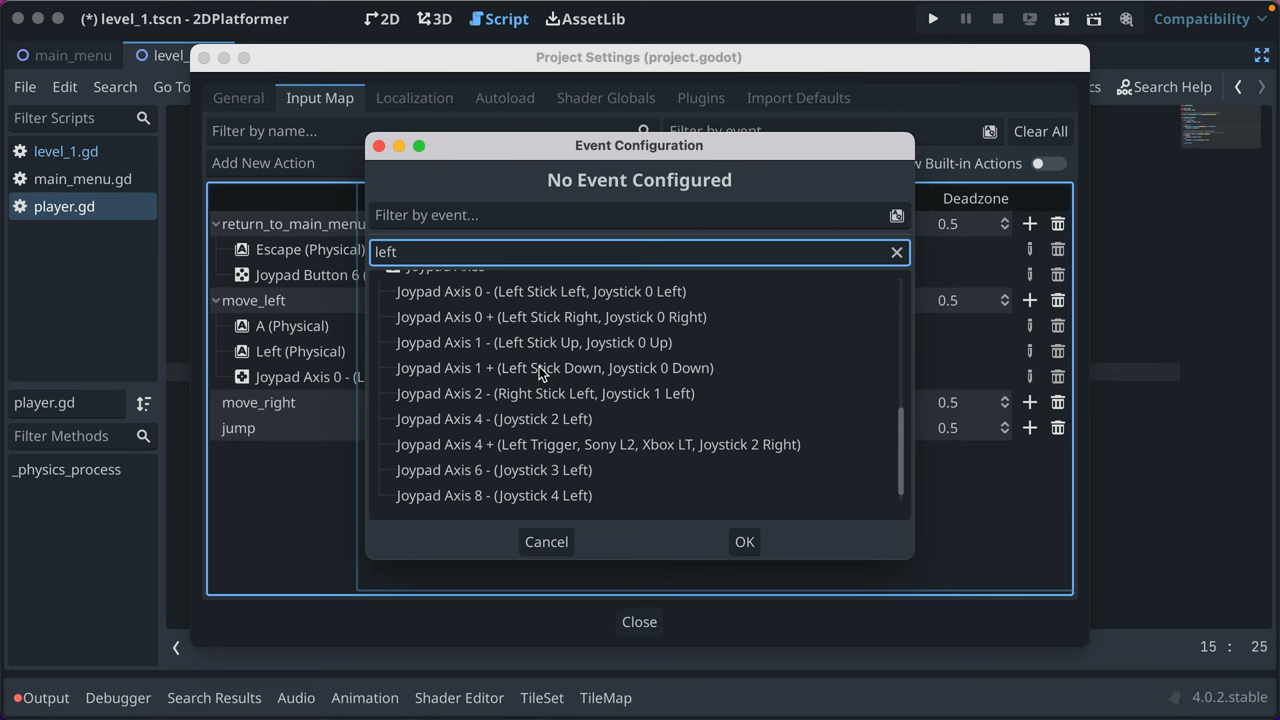 (*) level_1.tscn - 2DPlatformer
2D
3D
Script
AssetLib
Compatibility
main_menu
level_
Project Settings (project.godot)
File Edit Search Go To
Search Help
General Input Map Localization Autoload Shader Globals Plugins Import Defaults
Filter Scripts
Filter by name...
Filter by event
Clear All
Add New Action
w Built-in Actions
level_1.gd
main_menu.gd
player.gd
Event Configuration
No Event Configured
Filter by event...
left
Joypad Axis 0 - (Left Stick Left, Joystick 0 Left)
Joypad Axis 0 + (Left Stick Right, Joystick 0 Right)
Joypad Axis 1 - (Left Stick Up, Joystick 0 Up)
Joypad Axis 1 + (Left Stick Down, Joystick 0 Down)
Joypad Axis 2 - (Right Stick Left, Joystick 1 Left)
Joypad Axis 4 - (Joystick 2 Left)
Joypad Axis 4 + (Left Trigger, Sony L2, Xbox LT, Joystick 2 Right)
Joypad Axis 6 - (Joystick 3 Left)
Joypad Axis 8 - (Joystick 4 Left)
Cancel
OK
Deadzone
return_to_main_menu
0.5
Escape (Physical)
Joypad Button 6 (
move_left
0.5
A (Physical)
Left (Physical)
Joypad Axis 0 - (L
move_right
0.5
jump
0.5
Close
player.gd
Filter Methods
_physics_process
15 : 25
Output Debugger Search Results Audio Animation Shader Editor TileSet TileMap
4.0.2.stable